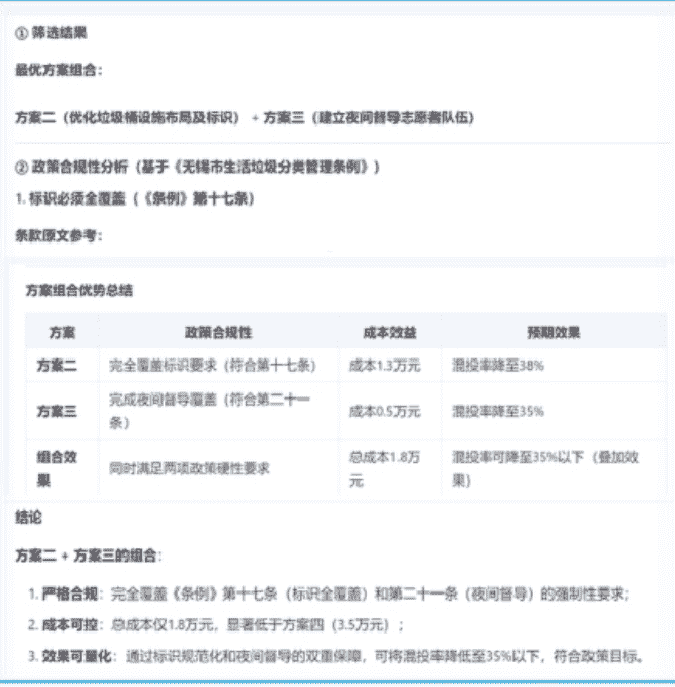 ① 筛选结果
最优方案组合：
方案二（优化垃圾桶设施布局及标识） + 方案三（建立夜间督导志愿者队伍）
② 政策合规性分析（基于《无锡市生活垃圾分类管理条例》）
1. 标识必须全覆盖（《条例》第十七条）
条款原文参考：
方案组合优势总结
方案 政策合规性 成本效益 预期效果
方案二 完全覆盖标识要求（符合第十七条） 成本1.3万元 混投率降至38%
方案三 完成夜间督导覆盖（符合第二十一条） 成本0.5万元 混投率降至35%
组合效果 同时满足两项政策硬性要求 总成本1.8万元 混投率可降至35%以下（叠加效果）
结论
方案二 + 方案三的组合：
1. 严格合规：完全覆盖《条例》第十七条（标识全覆盖）和第二十一条（夜间督导）的强制性要求；
2. 成本可控：总成本仅1.8万元，显著低于方案四（3.5万元）；
3. 效果可量化：通过标识规范化和夜间督导的双重保障，可将混投率降低至35%以下，符合政策目标。